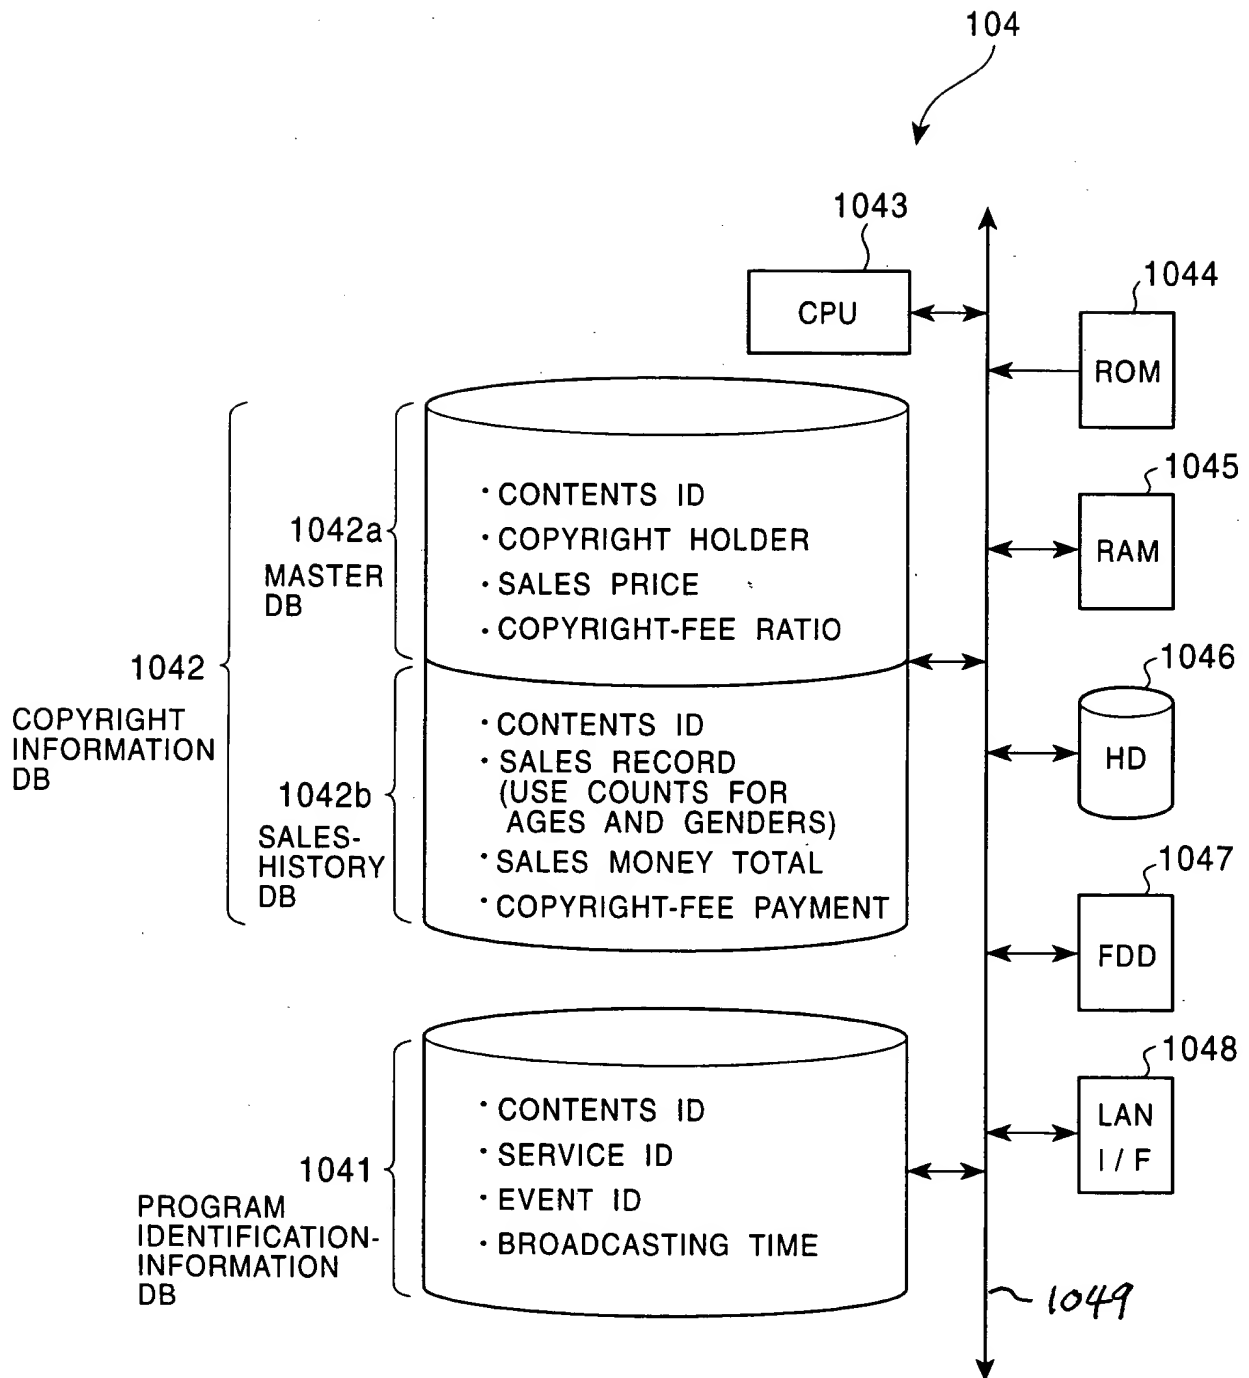 104
1043
CPU
1044
ROM
1045
RAM
1046
HD
1047
FDD
1048
LAN
I/F
1049
1042
COPYRIGHT
INFORMATION
DB
1042a
MASTER
DB
· CONTENTS ID
· COPYRIGHT HOLDER
· SALES PRICE
· COPYRIGHT-FEE RATIO
1042b
SALES-
HISTORY
DB
· CONTENTS ID
· SALES RECORD
(USE COUNTS FOR
AGES AND GENDERS)
· SALES MONEY TOTAL
· COPYRIGHT-FEE PAYMENT
1041
PROGRAM
IDENTIFICATION-
INFORMATION
DB
· CONTENTS ID
· SERVICE ID
· EVENT ID
· BROADCASTING TIME